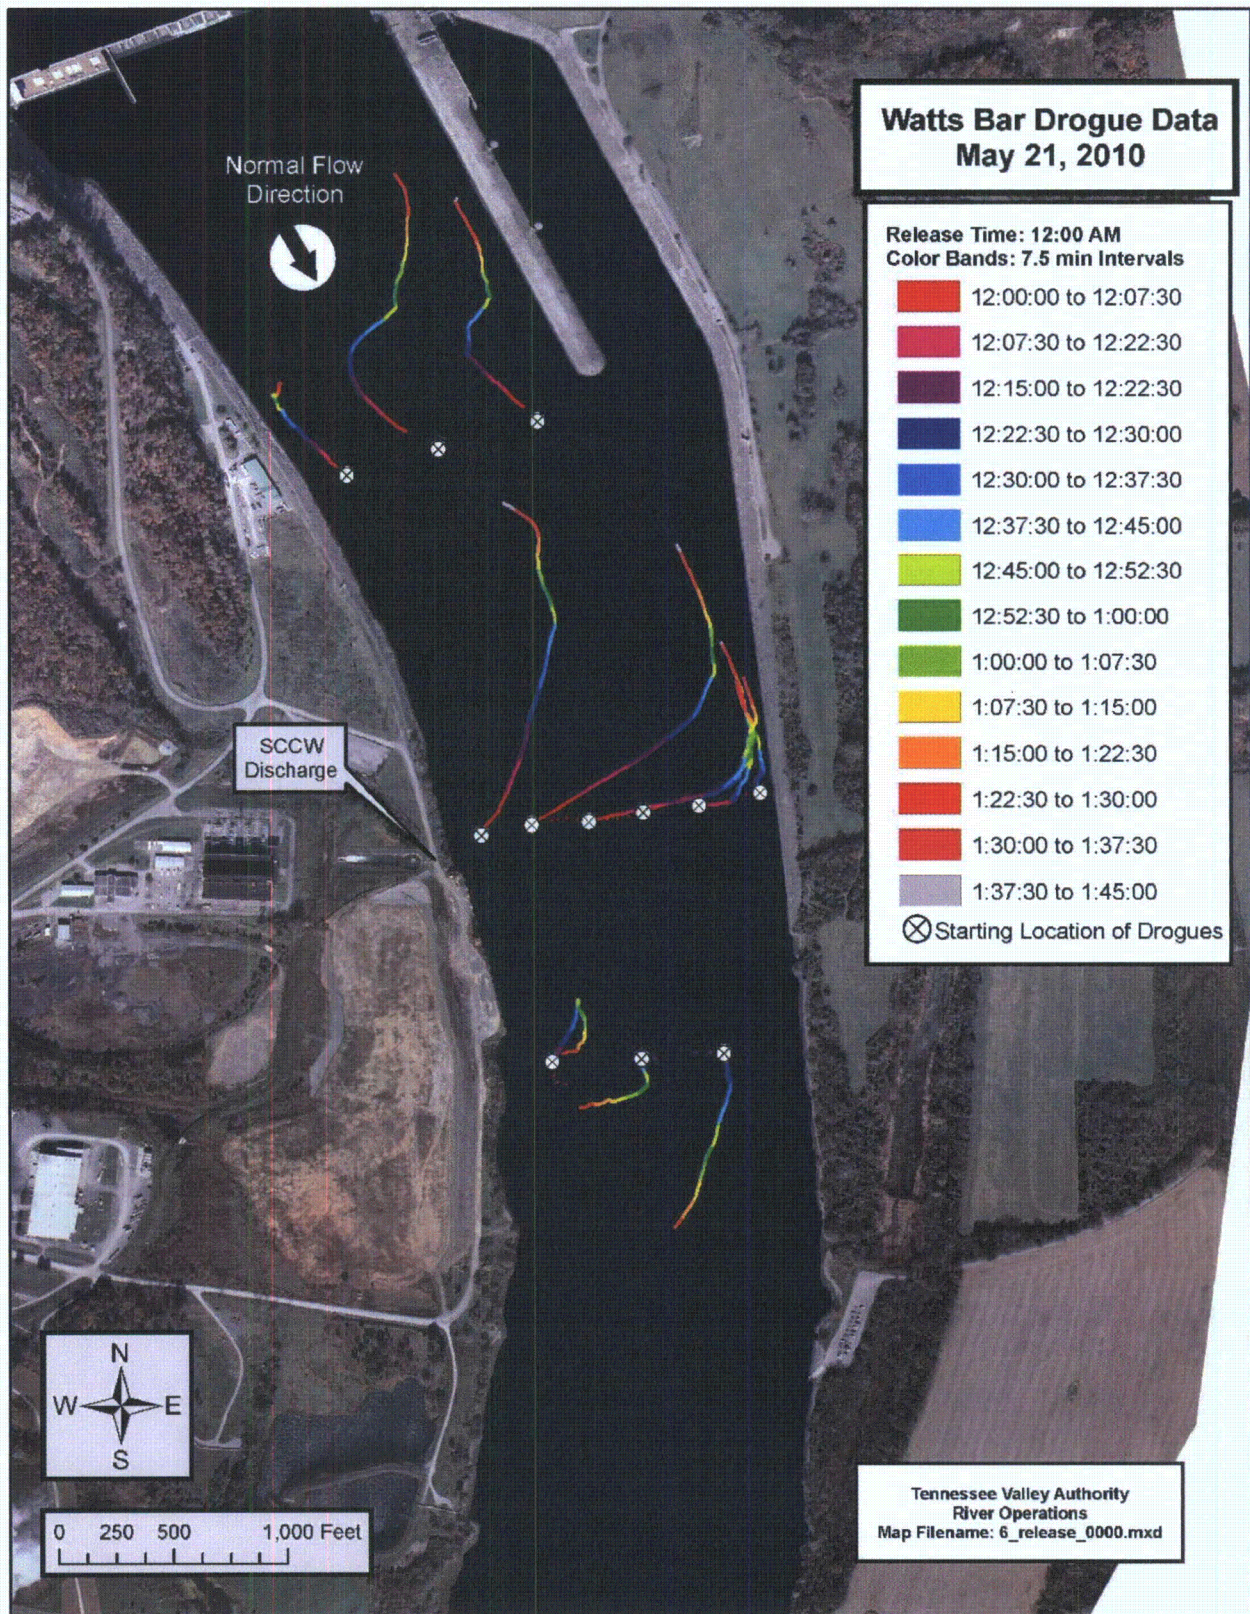 Watts Bar Drogue Data
May 21, 2010
Normal Flow
Direction
Release Time: 12:00 AM
Color Bands: 7.5 min Intervals
12:00:00 to 12:07:30
12:07:30 to 12:22:30
12:15:00 to 12:22:30
12:22:30 to 12:30:00
12:30:00 to 12:37:30
12:37:30 to 12:45:00
12:45:00 to 12:52:30
12:52:30 to 1:00:00
1:00:00 to 1:07:30
1:07:30 to 1:15:00
1:15:00 to 1:22:30
1:22:30 to 1:30:00
1:30:00 to 1:37:30
1:37:30 to 1:45:00
Starting Location of Drogues
SCCW
Discharge
N
W E
S
0 250 500 1,000 Feet
Tennessee Valley Authority
River Operations
Map Filename: 6_release_0000.mxd